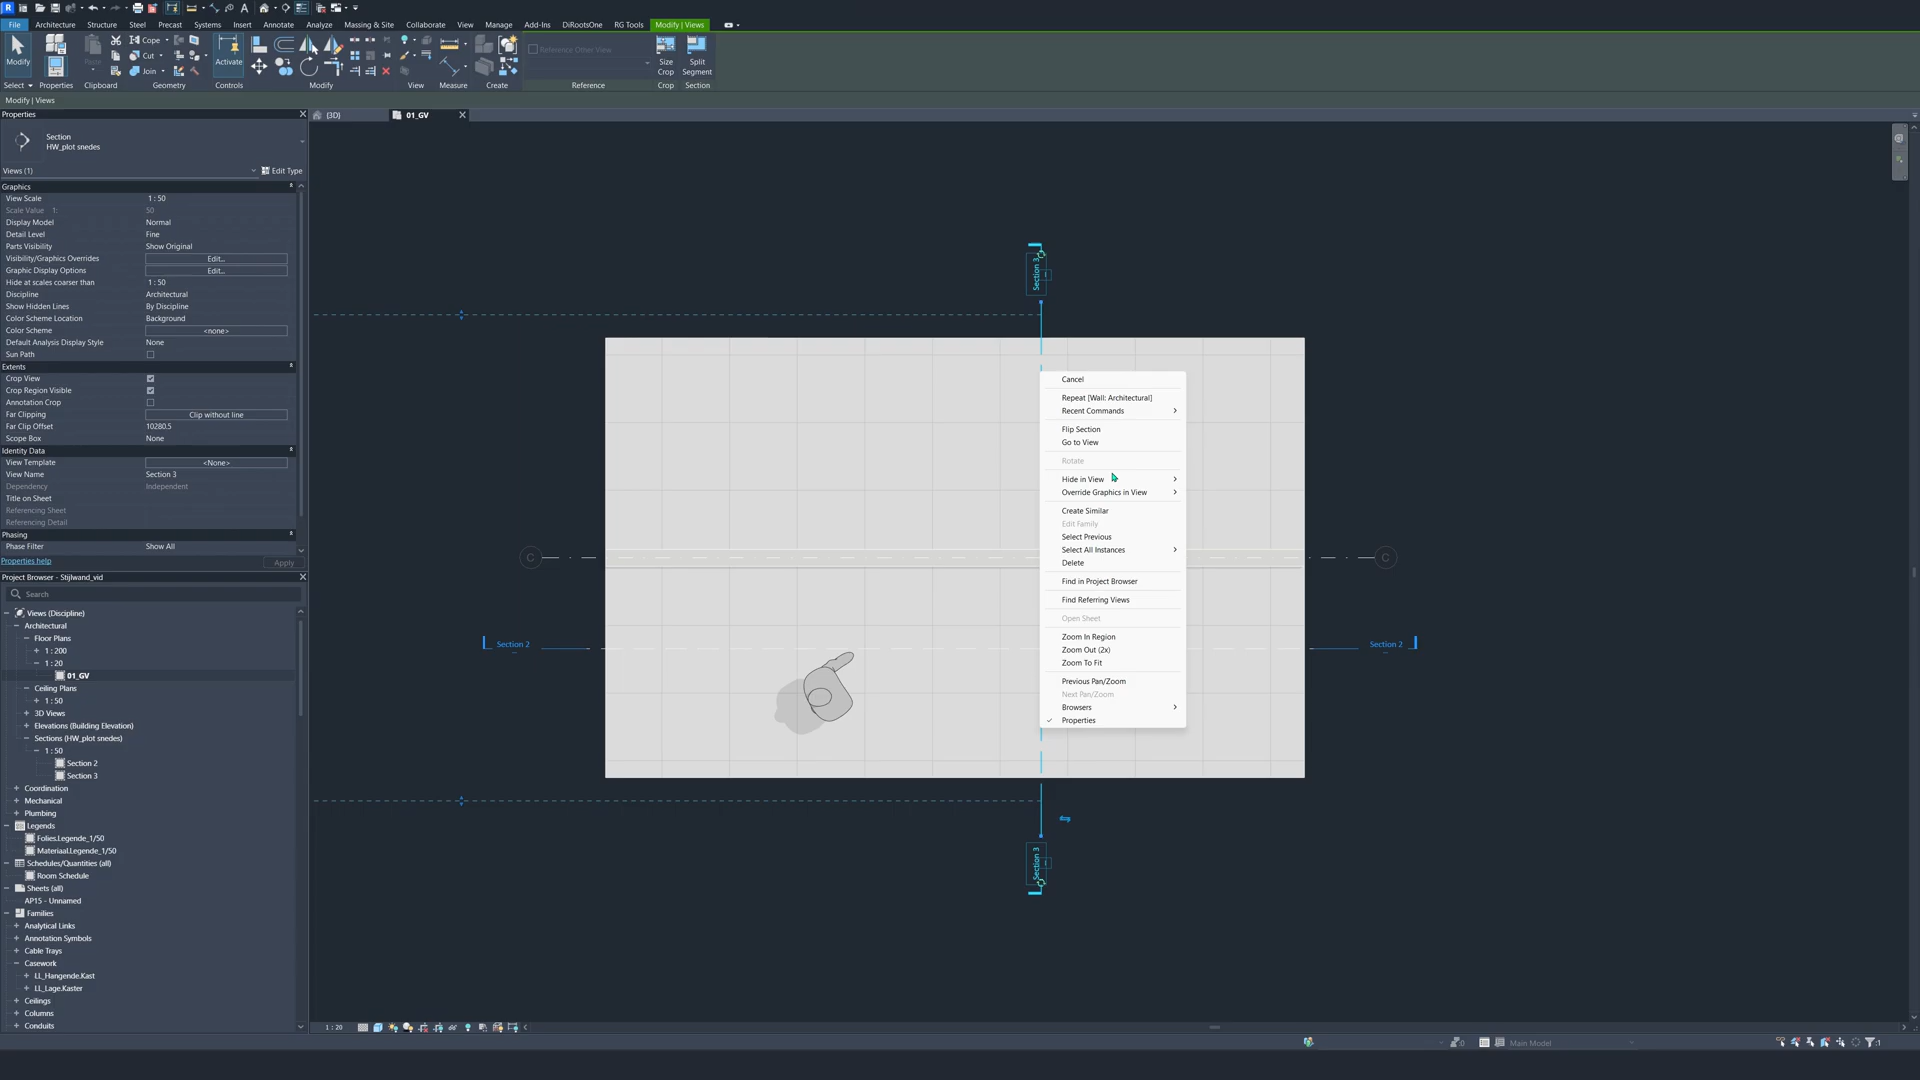 File Architecture Structure Steel Precast Systems Insert Annotate Analyze Massing & Site Collaborate View Manage Add-Ins DiRootsOne RG Tools Modify | Views
Modify
Cope
Cut
Join
Paste
Activate
Reference Other View
Size Crop
Split Segment
Select Properties Clipboard Geometry Controls Modify View Measure Create Reference Crop Section
Modify | Views
Properties
{3D}
01_GV
Section
HW_plot snedes
Views (1)
Edit Type
Graphics
View Scale 1 : 50
Scale Value 1: 50
Display Model Normal
Detail Level Fine
Parts Visibility Show Original
Visibility/Graphics Overrides Edit...
Graphic Display Options Edit...
Hide at scales coarser than 1 : 50
Discipline Architectural
Show Hidden Lines By Discipline
Color Scheme Location Background
Color Scheme <none>
Default Analysis Display Style None
Sun Path
Extents
Crop View
Crop Region Visible
Annotation Crop
Far Clipping Clip without line
Far Clip Offset 10280.5
Scope Box None
Identity Data
View Template <None>
View Name Section 3
Dependency Independent
Title on Sheet
Referencing Sheet
Referencing Detail
Phasing
Phase Filter Show All
Properties help
Apply
Project Browser - Stijlwand_vid
Search
Views (Discipline)
Architectural
Floor Plans
1 : 200
1 : 20
01_GV
Ceiling Plans
1 : 50
3D Views
Elevations (Building Elevation)
Sections (HW_plot snedes)
1 : 50
Section 2
Section 3
Coordination
Mechanical
Plumbing
Legends
Folies.Legende_1/50
Materiaal.Legende_1/50
Schedules/Quantities (all)
Room Schedule
Sheets (all)
AP15 - Unnamed
Families
Analytical Links
Annotation Symbols
Cable Trays
Casework
LL_Hangende.Kast
LL_Lage.Kaster
Ceilings
Columns
Conduits
Section 3
C
C
Section 2
Section 2
Section 3
Cancel
Repeat [Wall: Architectural]
Recent Commands
Flip Section
Go to View
Rotate
Hide in View
Override Graphics in View
Create Similar
Edit Family
Select Previous
Select All Instances
Delete
Find in Project Browser
Find Referring Views
Open Sheet
Zoom In Region
Zoom Out (2x)
Zoom To Fit
Previous Pan/Zoom
Next Pan/Zoom
Browsers
Properties
1 : 20
:0
Main Model
:1